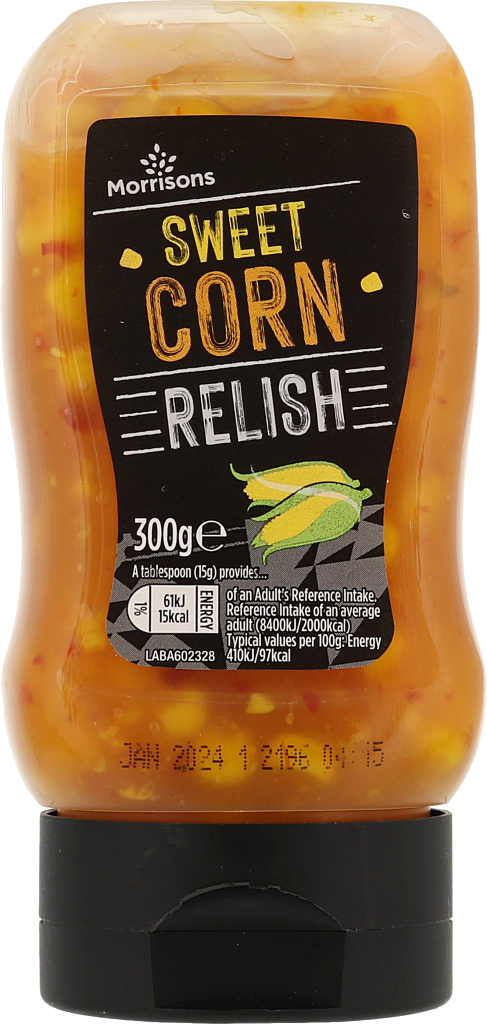 Morrisons
SWEET
CORN
RELISH
300g℮
A tablespoon (15g) provides...
1%
61kJ
15kcal
ENERGY
of an Adult's Reference Intake.
Reference Intake of an average
adult (8400kJ/2000kcal)
Typical values per 100g: Energy
410kJ/97kcal
LABA602328
JAN 2024 1 2196 04:15